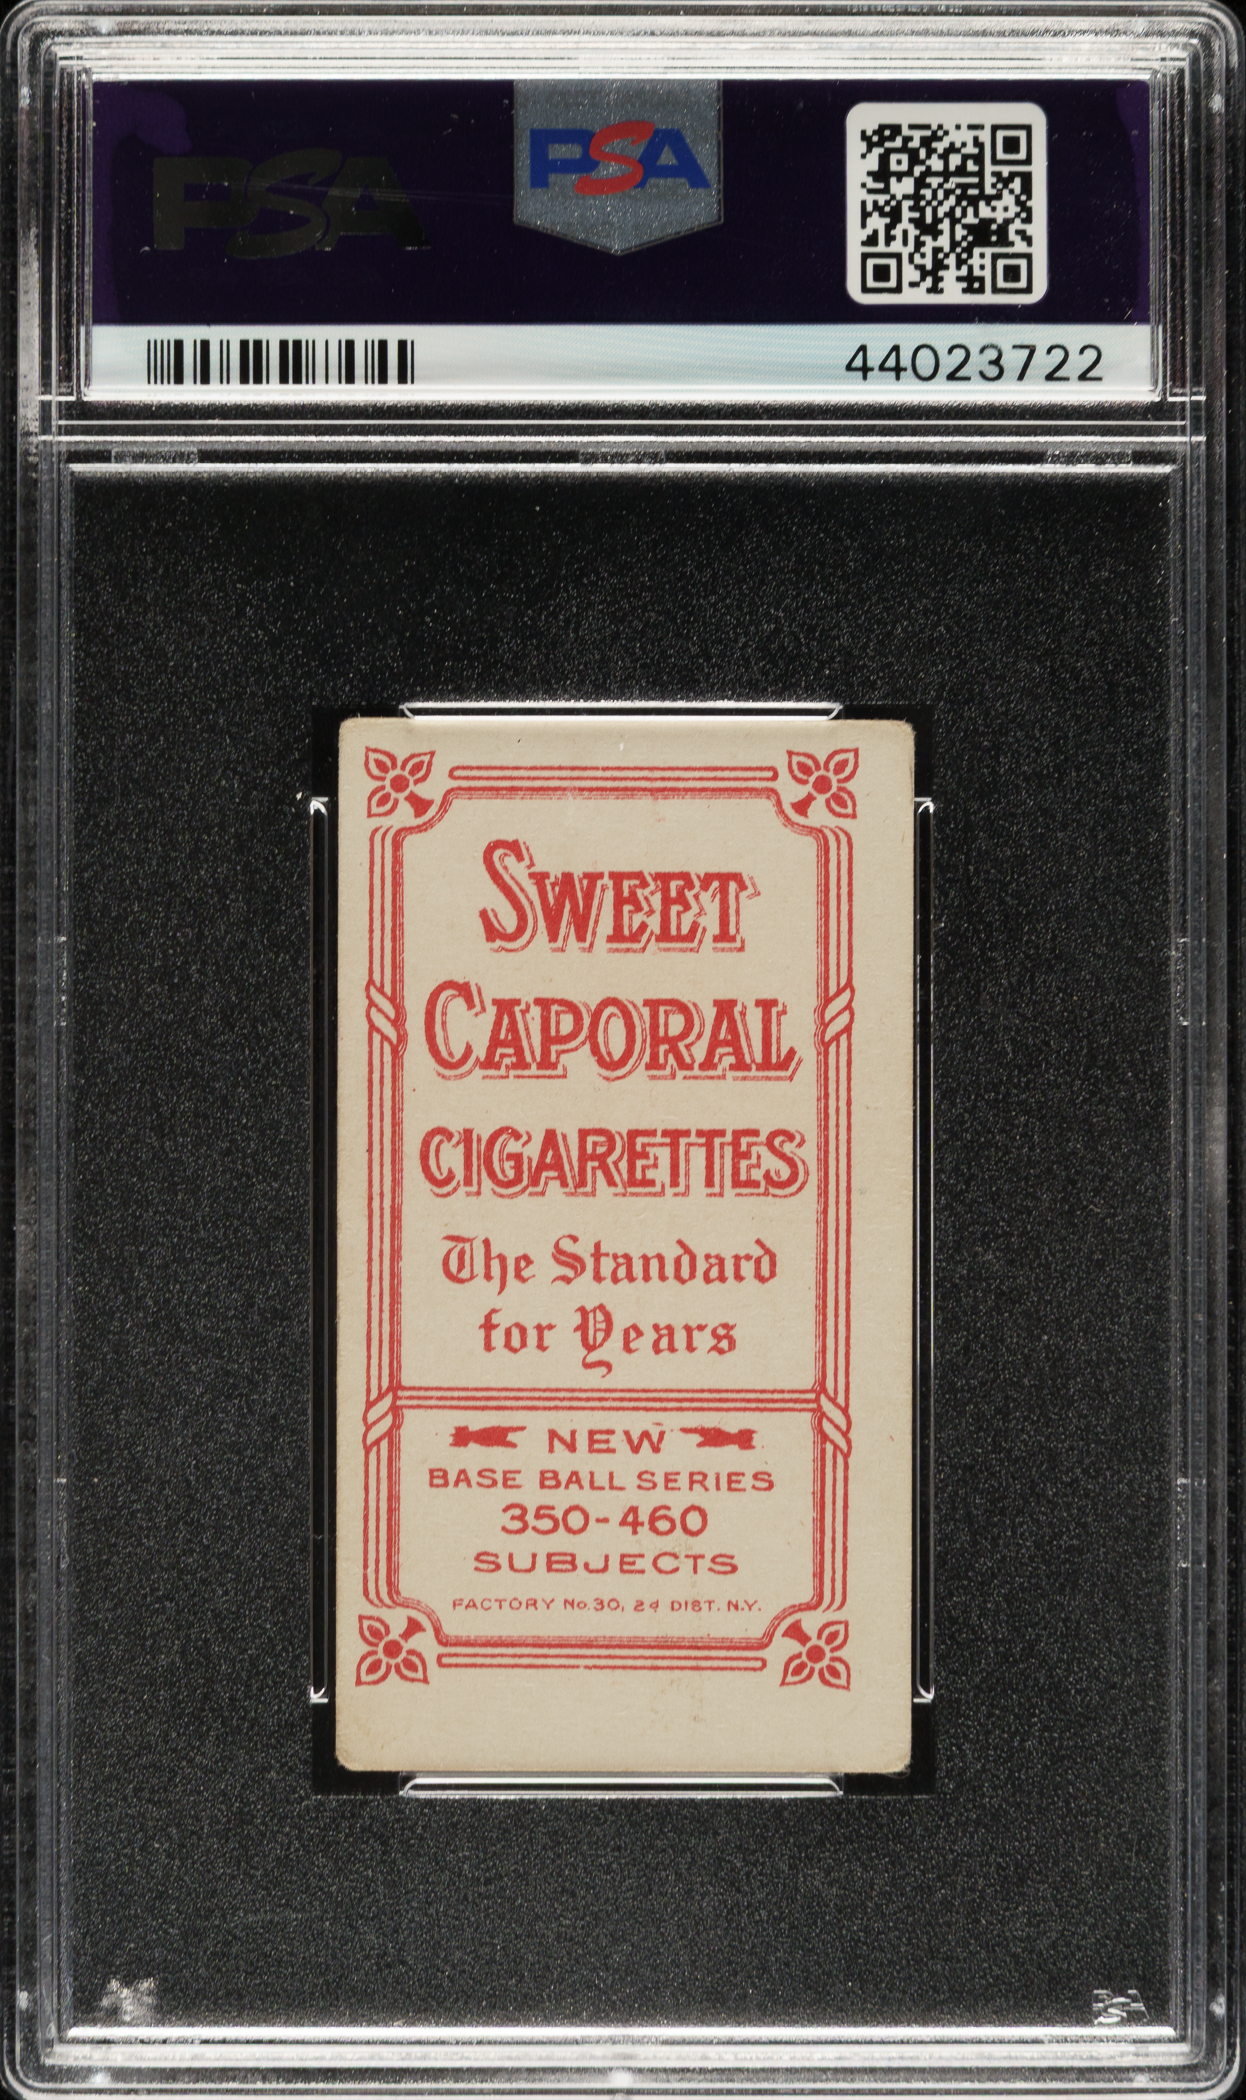 PSA
PSA
44023722
SWEET
CAPORAL
CIGARETTES
The Standard
for Years
NEW
BASE BALL SERIES
350-460
SUBJECTS
FACTORY No. 30, 2d DIST. N.Y.
PSA